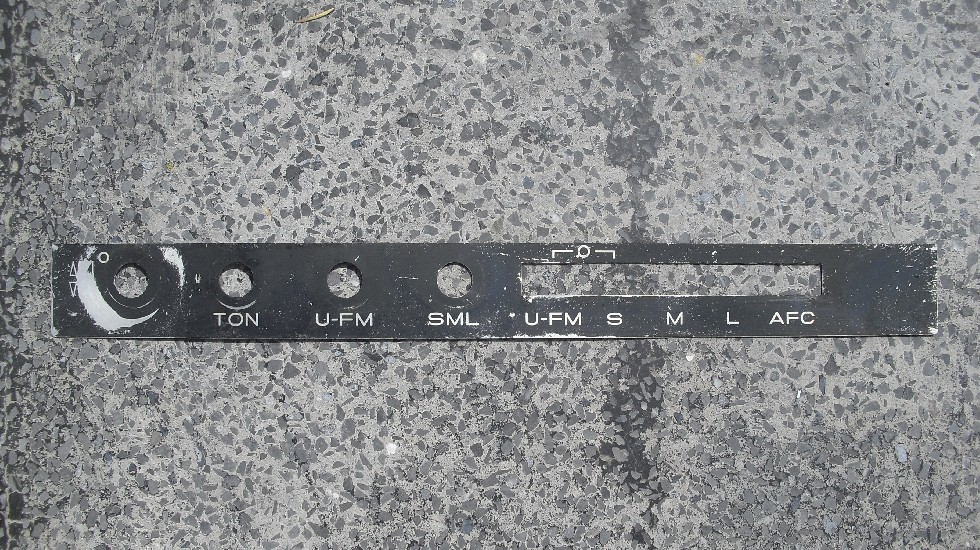 TON U-FM SML U-FM S M L AFC